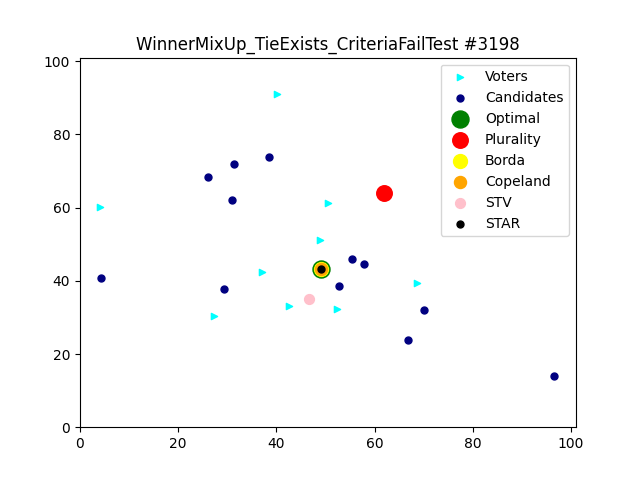 WinnerMixUp_TieExists_CriteriaFailTest #3198
100
80
60
40
20
0
0 20 40 60 80 100
Voters
Candidates
Optimal
Plurality
Borda
Copeland
STV
STAR